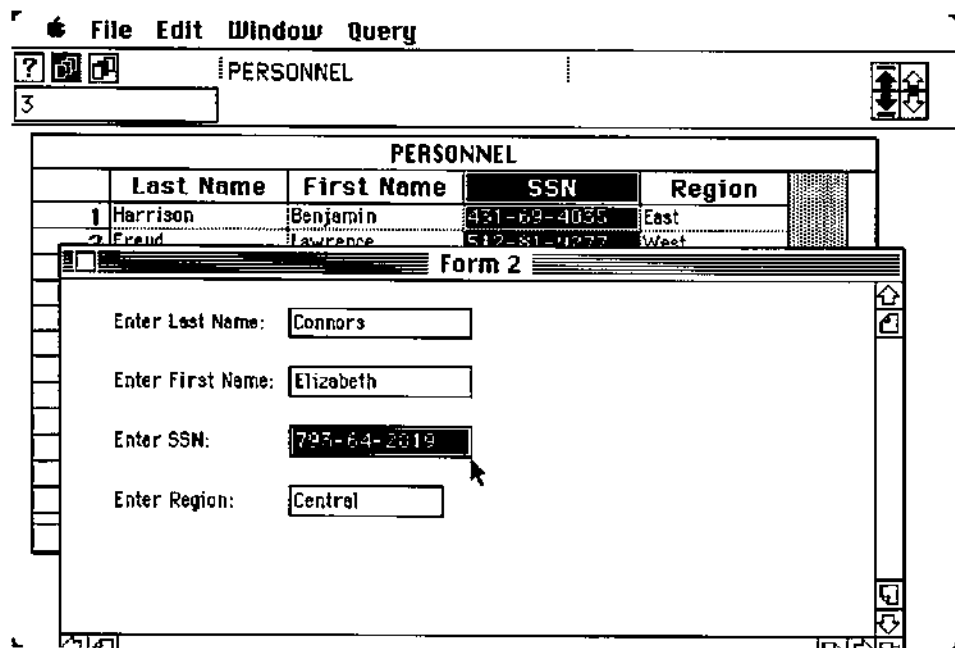 File Edit Window Query
? PERSONNEL
3
PERSONNEL
Last Name First Name SSN Region
1 Harrison Benjamin 431-69-4035 East
2 Freud Lawrence West
Form 2
Enter Last Name: Connors
Enter First Name: Elizabeth
Enter SSN: 793-64-2019
Enter Region: Central